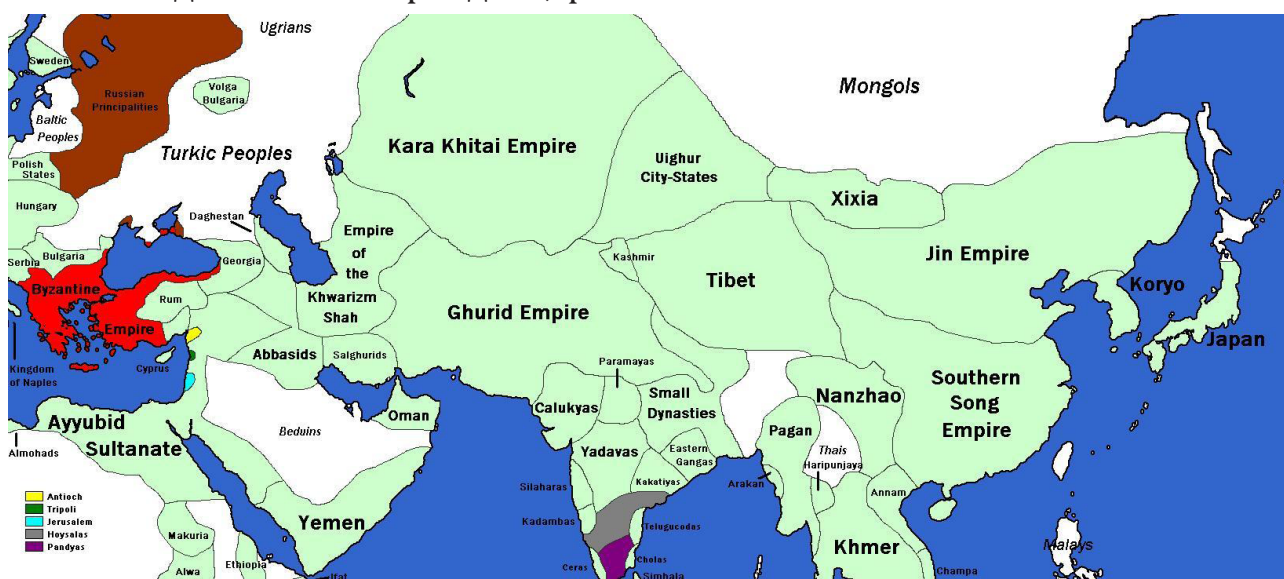 Ugrians
Sweden
Russian
Principalities
Volga
Bulgaria
Baltic
Peoples
Mongols
Kara Khitai Empire
Uighur
City-States
Turkic Peoples
Polish
States
Xixia
Hungary
Daghestan
Empire
of
the
Khwarizm
Shah
Jin Empire
Serbia
Bulgaria
Georgia
Kashmir
Tibet
Koryo
Byzantine
Empire
Rum
Ghurid Empire
Japan
Kingdom
of Naples
Cyprus
Abbasids
Salghurids
Paramayas
Southern
Song
Empire
Nanzhao
Small
Dynasties
Calukyas
Oman
Ayyubid
Sultanate
Beduins
Pagan
Thais
Haripunjaya
Almohads
Yadavas
Eastern
Gangas
Kakatiyas
Silaharas
Arakan
Annam
Antioch
Tripoli
Jerusalem
Hoysalas
Pandyas
Yemen
Kadambas
Telugucodas
Makuria
Khmer
Malays
Alwa
Ethiopia
Ifat
Ceras
Cholas
Simhala
Champa